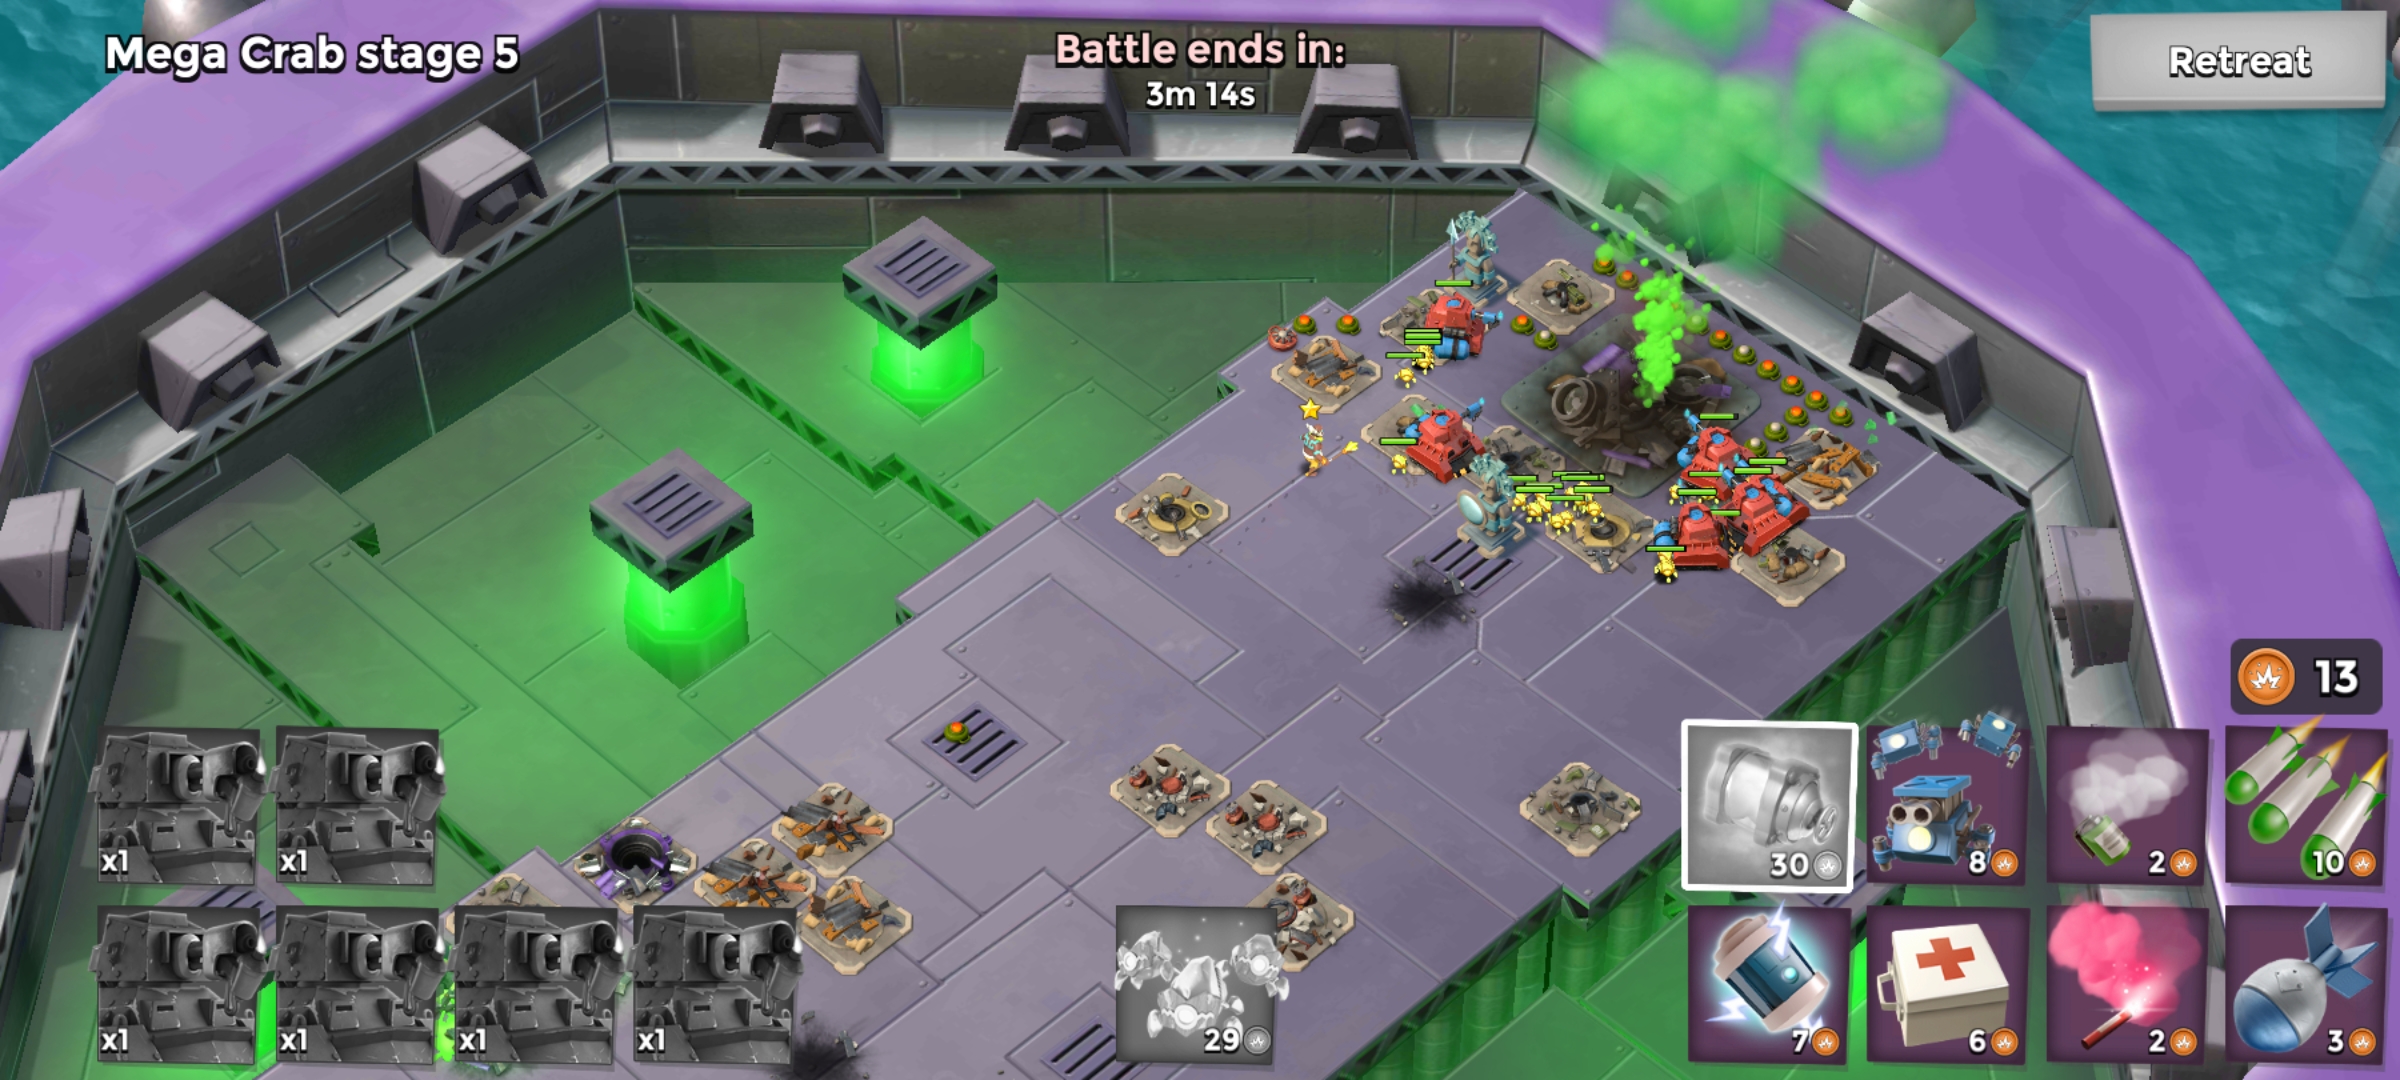 Mega Crab stage 5
Battle ends in:
3m 14s
Retreat
13
x1
x1
30
8
2
10
x1
x1
x1
x1
29
7
6
2
3